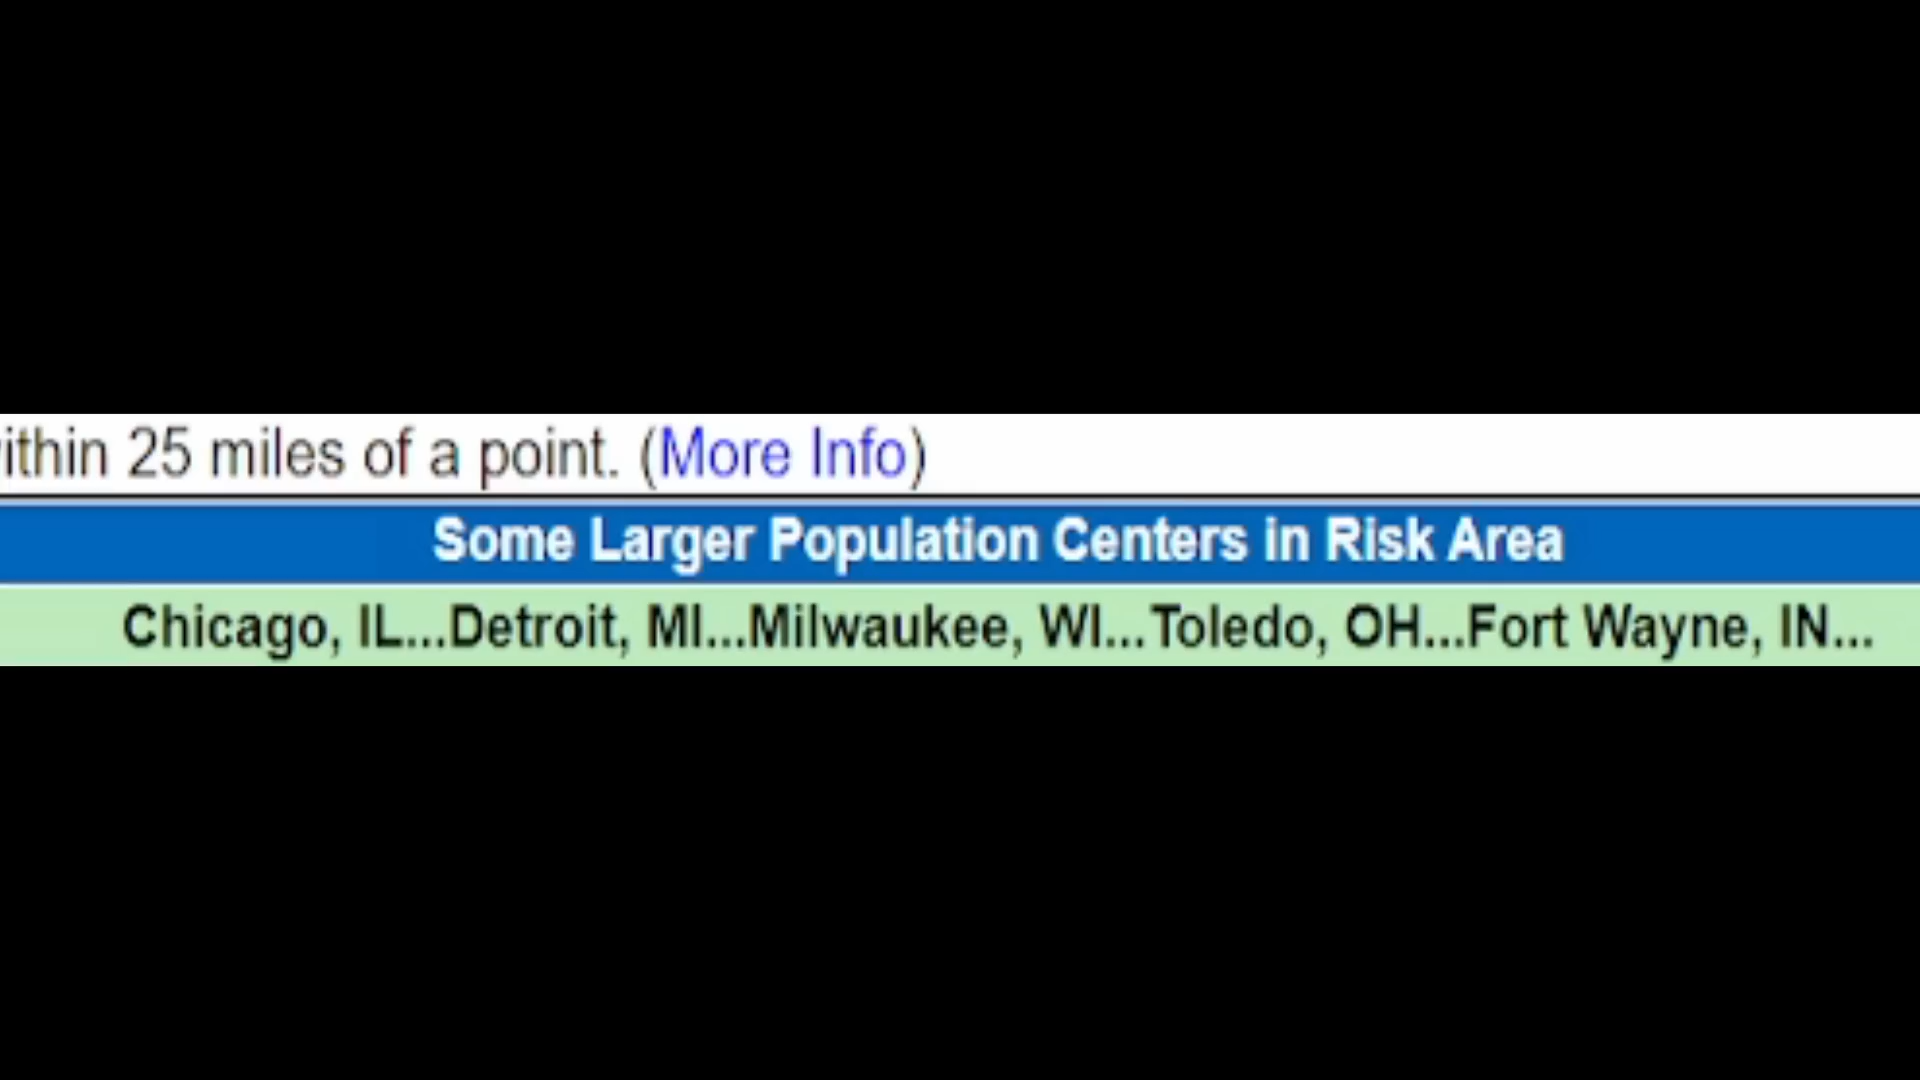 ithin 25 miles of a point. (More Info)
Some Larger Population Centers in Risk Area
Chicago, IL...Detroit, MI...Milwaukee, WI...Toledo, OH...Fort Wayne, IN...